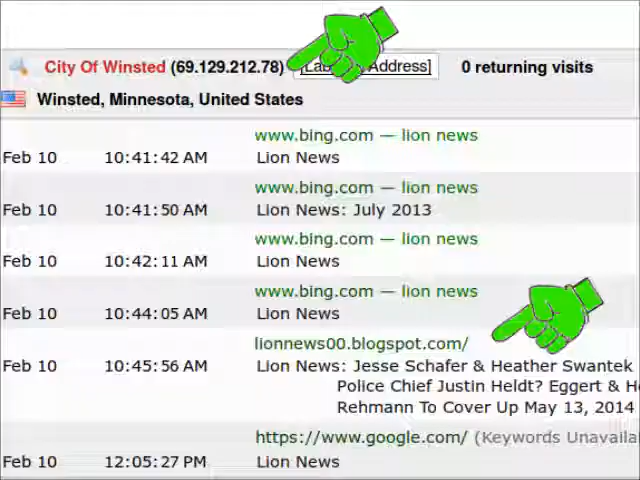 City Of Winsted (69.129.212.78) [Lab Address] 0 returning visits
Winsted, Minnesota, United States
www.bing.com — lion news
Feb 10 10:41:42 AM Lion News
www.bing.com — lion news
Feb 10 10:41:50 AM Lion News: July 2013
www.bing.com — lion news
Feb 10 10:42:11 AM Lion News
www.bing.com — lion news
Feb 10 10:44:05 AM Lion News
lionnews00.blogspot.com/
Feb 10 10:45:56 AM Lion News: Jesse Schafer & Heather Swantek
Police Chief Justin Heldt? Eggert &
Rehmann To Cover Up May 13, 2014
https://www.google.com/ (Keywords Unavaila
Feb 10 12:05:27 PM Lion News